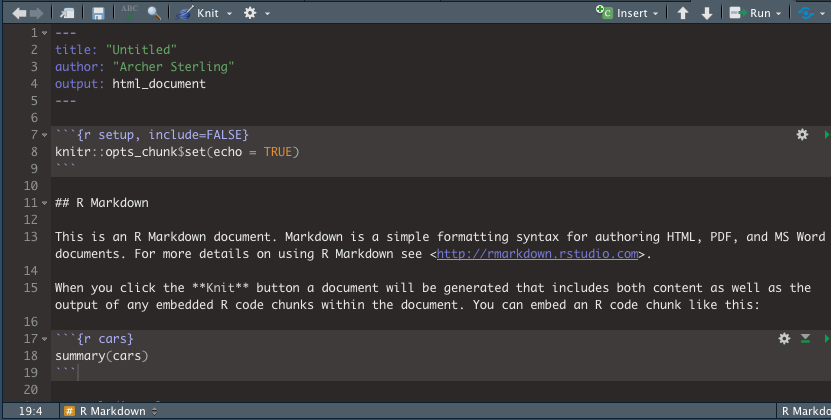 ABC Knit Insert Run
1 ---
2 title: "Untitled"
3 author: "Archer Sterling"
4 output: html_document
5 ---
6
7 ```{r setup, include=FALSE}
8 knitr::opts_chunk$set(echo = TRUE)
9 ```
10
11 ## R Markdown
12
13 This is an R Markdown document. Markdown is a simple formatting syntax for authoring HTML, PDF, and MS Word
documents. For more details on using R Markdown see <http://rmarkdown.rstudio.com>.
14
15 When you click the **Knit** button a document will be generated that includes both content as well as the
output of any embedded R code chunks within the document. You can embed an R code chunk like this:
16
17 ```{r cars}
18 summary(cars)
19 ```
20
19:4 # R Markdown R Markdo